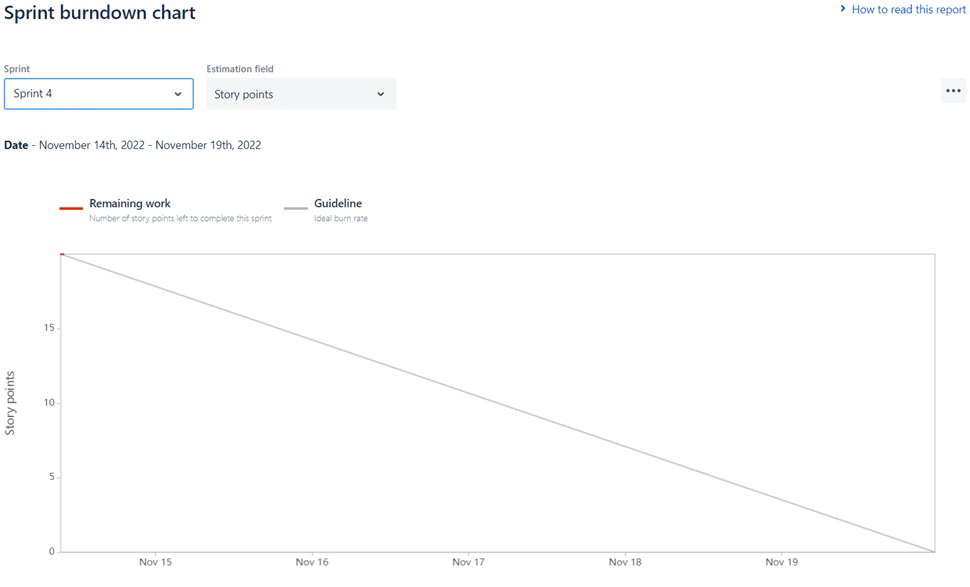 Sprint burndown chart
How to read this report
Sprint
Estimation field
Sprint 4
Story points
Date - November 14th, 2022 - November 19th, 2022
Remaining work
Number of story points left to complete this sprint
Guideline
Ideal burn rate
Story points
15
10
5
0
Nov 15
Nov 16
Nov 17
Nov 18
Nov 19